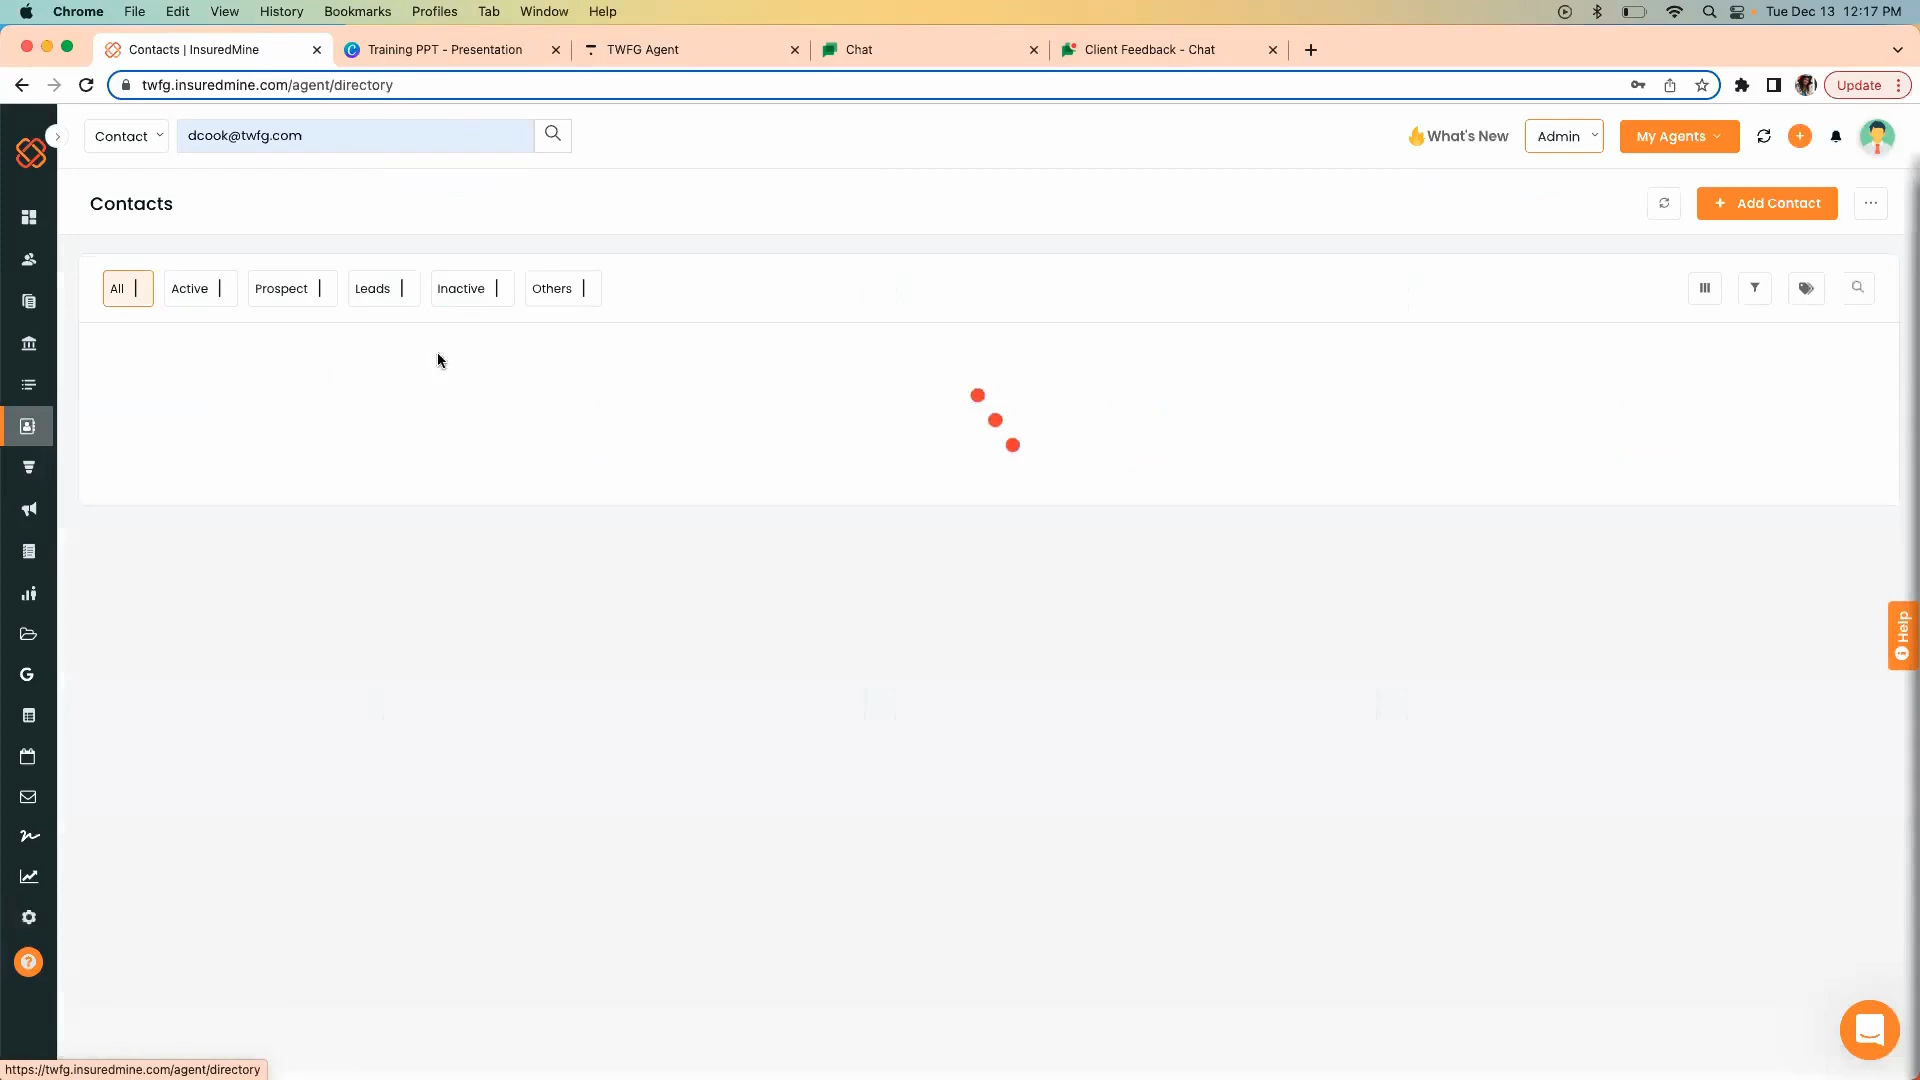 Chrome File Edit View History Bookmarks Profiles Tab Window Help Tue Dec 13 12:17 PM
Contacts | InsuredMine Training PPT - Presentation TWFG Agent Chat Client Feedback - Chat
twfg.insuredmine.com/agent/directory Update
Contact dcook@twfg.com What's New Admin My Agents
Contacts + Add Contact
All Active Prospect Leads Inactive Others
Help
https://twfg.insuredmine.com/agent/directory